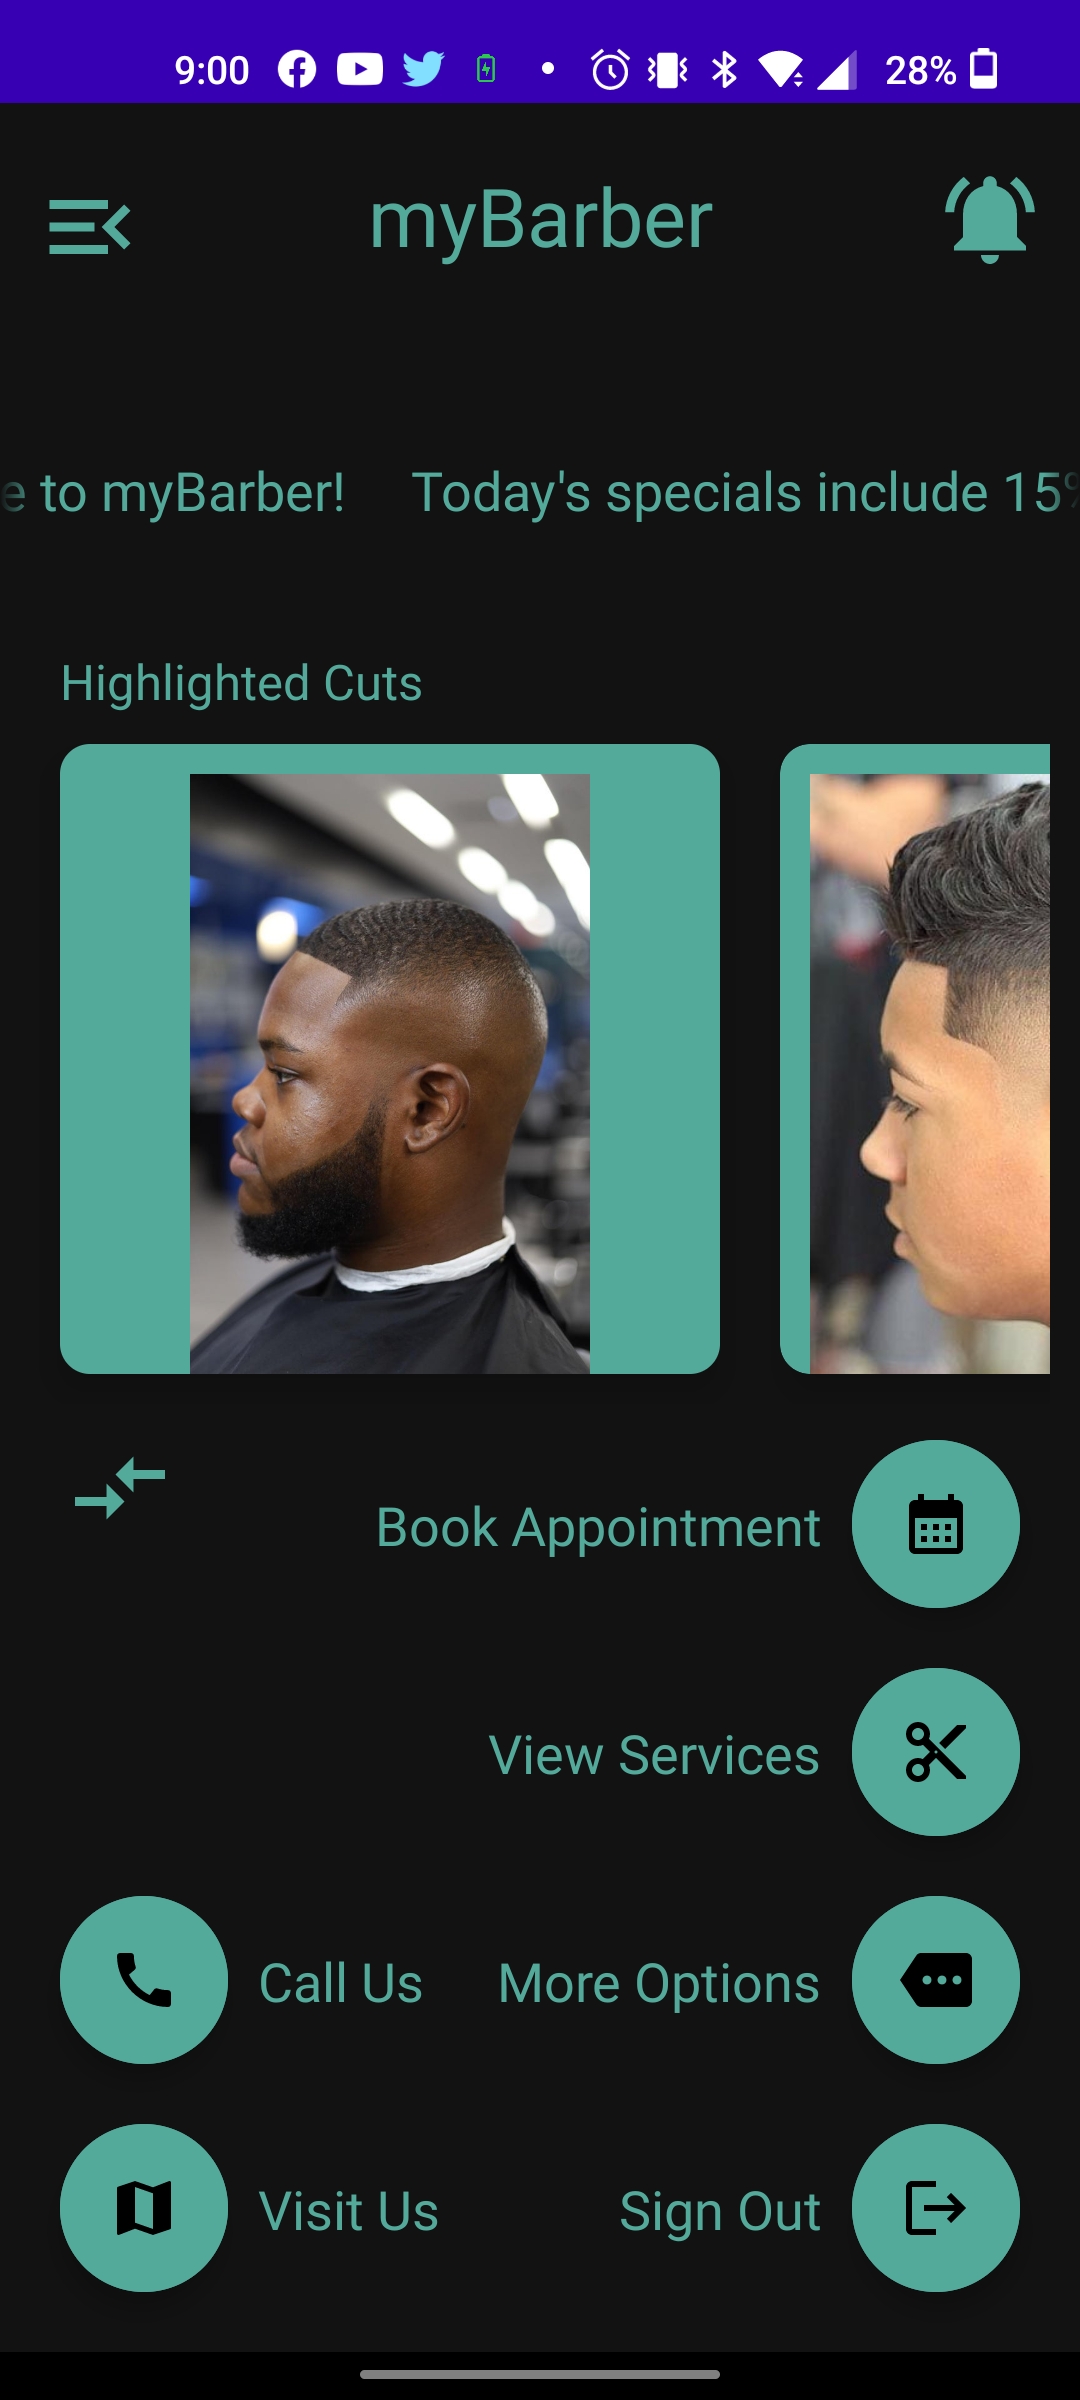 9:00 28%
myBarber
to myBarber! Today's specials include 15%
Highlighted Cuts
Book Appointment
View Services
Call Us More Options
Visit Us Sign Out